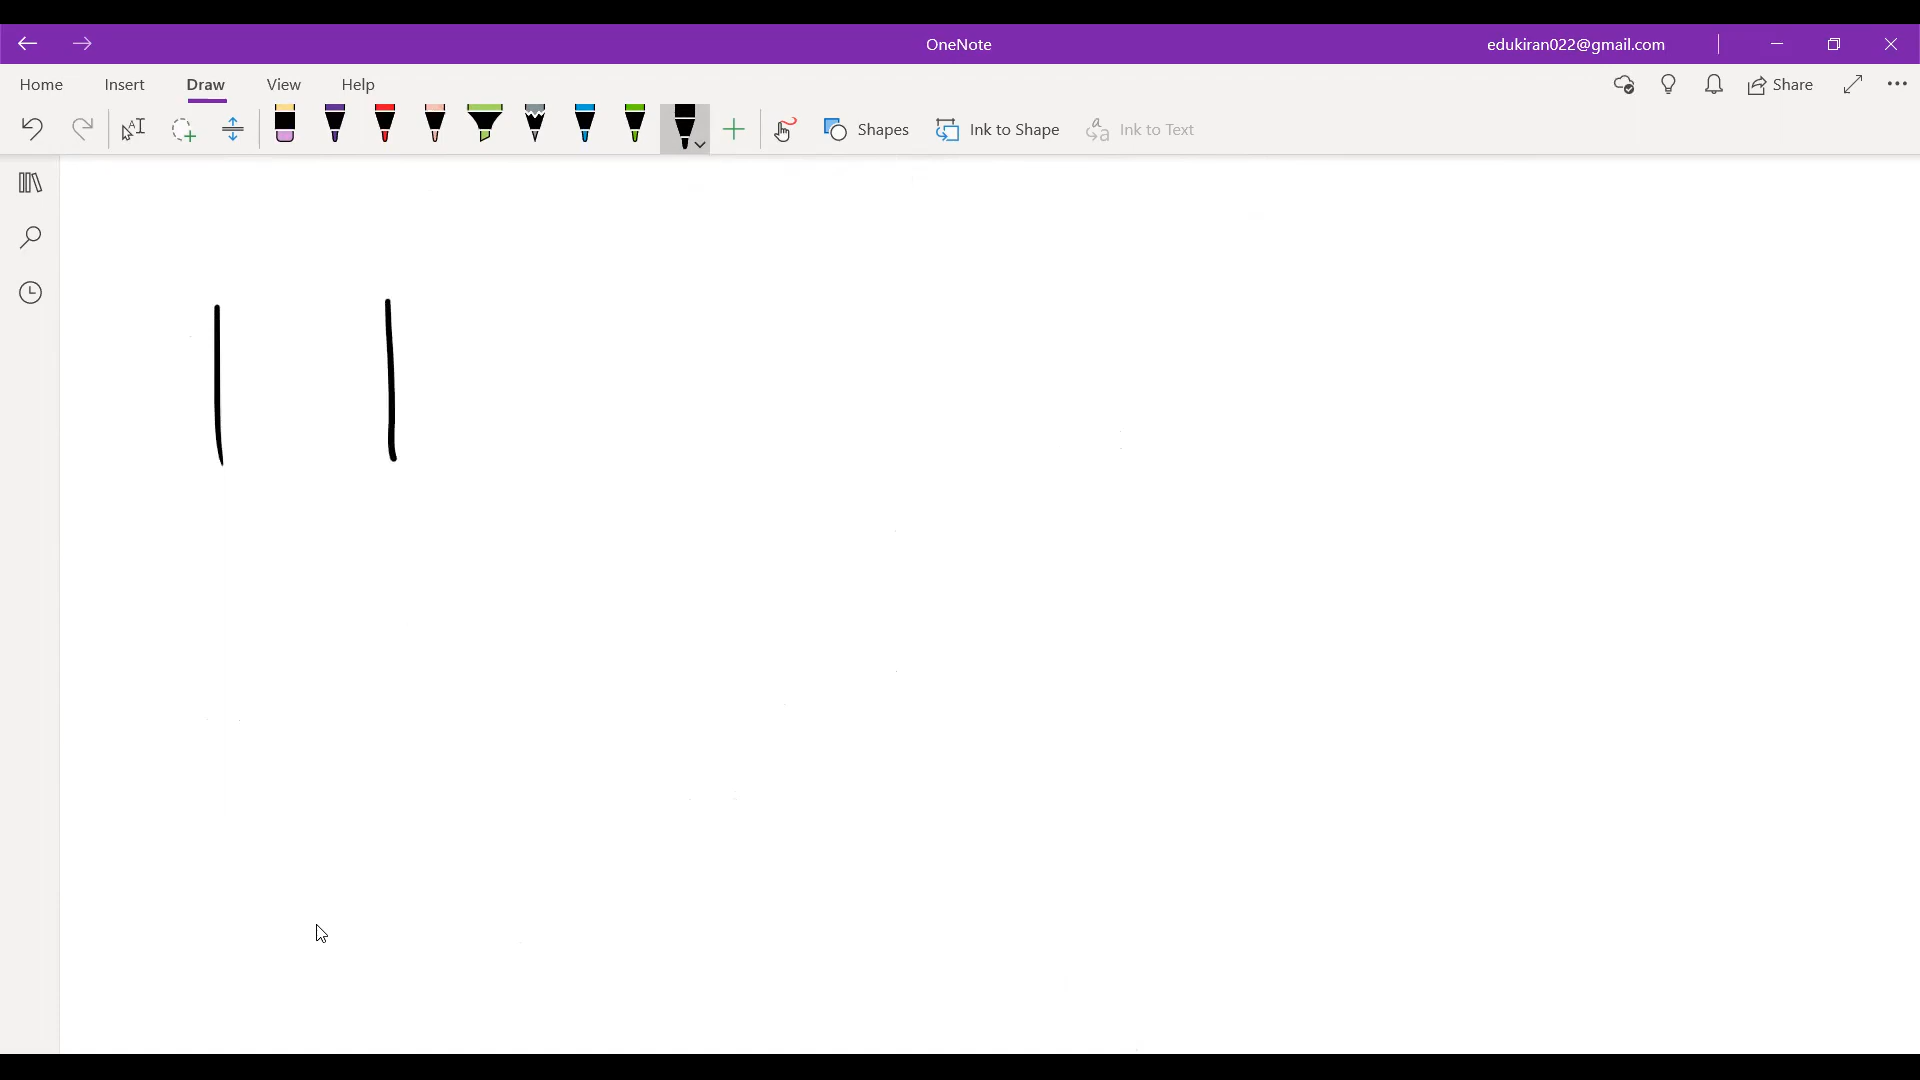 OneNote
edukiran022@gmail.com
Home Insert Draw View Help
Share
Shapes Ink to Shape Ink to Text